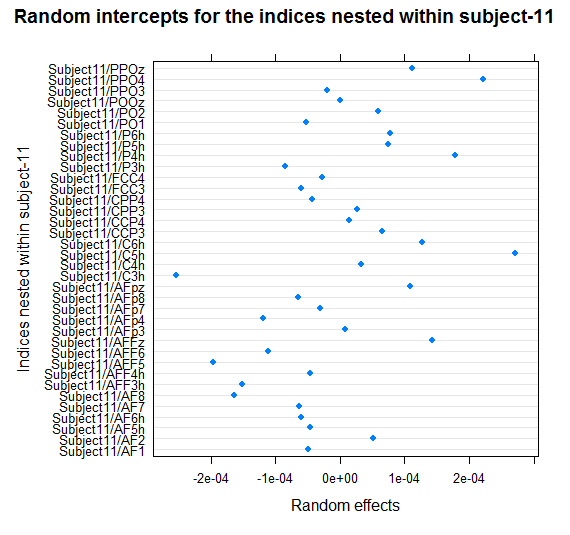 Random intercepts for the indices nested within subject-11
Indices nested within subject-11
Subject11/PPOz
Subject11/PPO4
Subject11/PPO3
Subject11/POOz
Subject11/PO2
Subject11/PO1
Subject11/P6h
Subject11/P5h
Subject11/P4h
Subject11/P3h
Subject11/FCC4
Subject11/FCC3
Subject11/CPP4
Subject11/CPP3
Subject11/CCP4
Subject11/CCP3
Subject11/C6h
Subject11/C5h
Subject11/C4h
Subject11/C3h
Subject11/AFpz
Subject11/AFp8
Subject11/AFp7
Subject11/AFp4
Subject11/AFp3
Subject11/AFFz
Subject11/AFF6
Subject11/AFF5
Subject11/AFF4h
Subject11/AFF3h
Subject11/AF8
Subject11/AF7
Subject11/AF6h
Subject11/AF5h
Subject11/AF2
Subject11/AF1
-2e-04 -1e-04 0e+00 1e-04 2e-04
Random effects